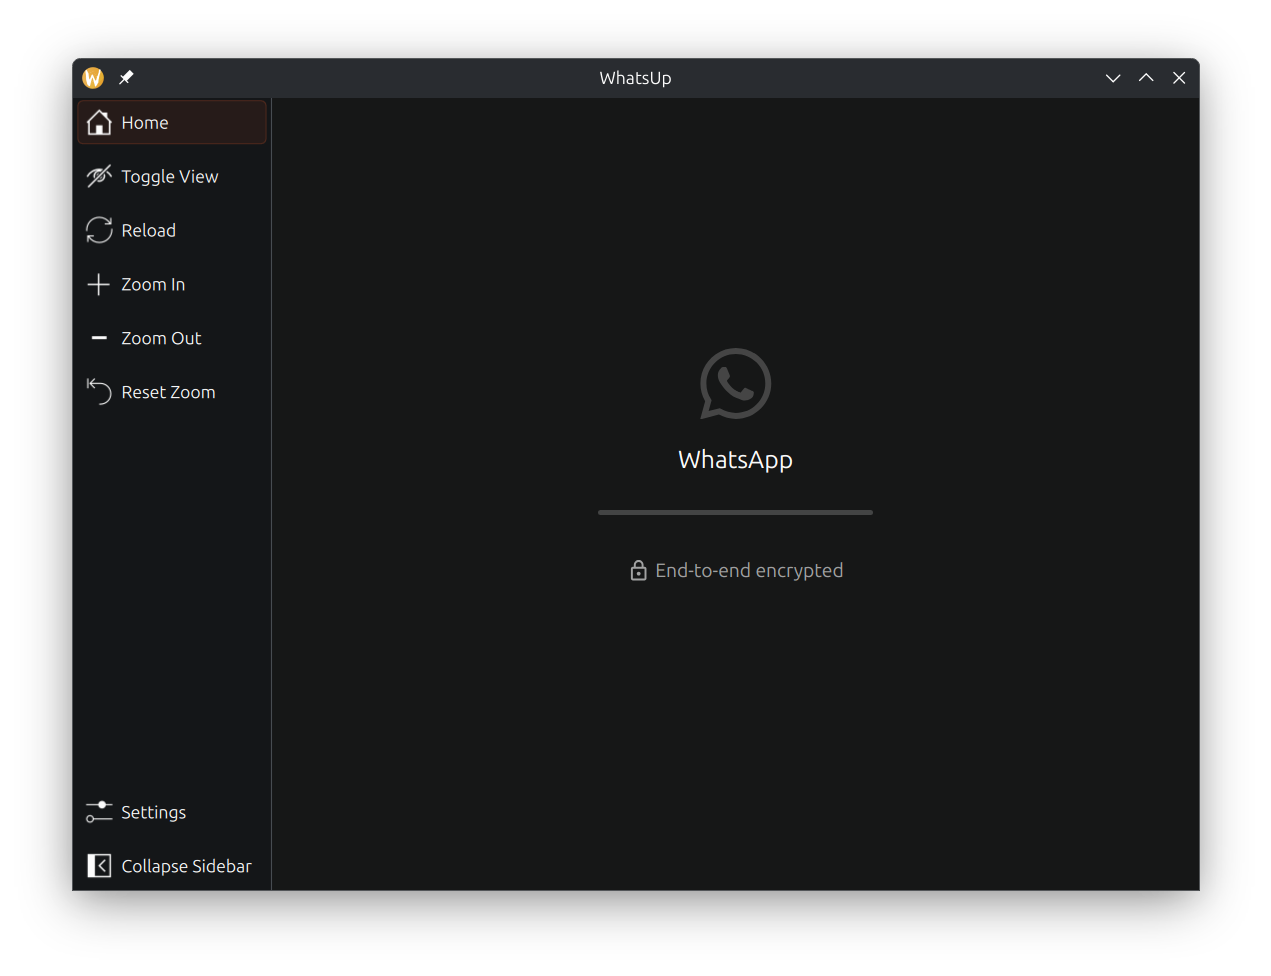 WhatsUp
Home
Toggle View
Reload
Zoom In
Zoom Out
Reset Zoom
WhatsApp
End-to-end encrypted
Settings
Collapse Sidebar